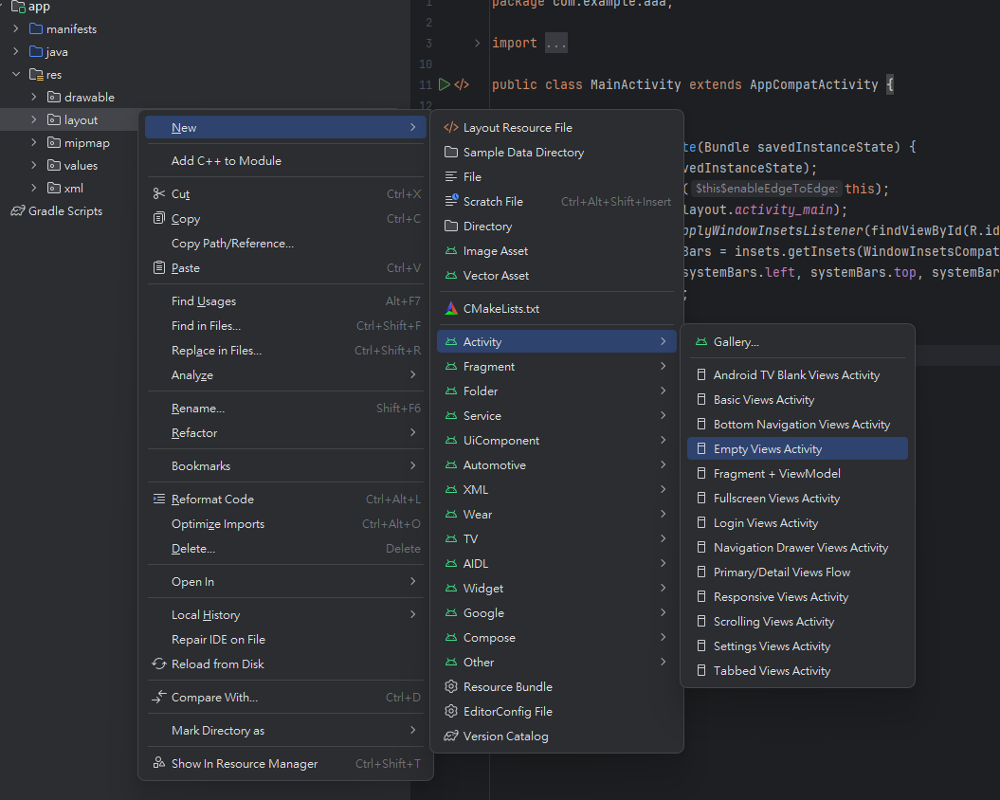 app
manifests
java
res
drawable
layout
mipmap
values
xml
Gradle Scripts
1 package com.example.aaa;
2
3 import ...
10
11 public class MainActivity extends AppCompatActivity {
12
te(Bundle savedInstanceState) {
vedInstanceState);
( $this$enableEdgeToEdge: this);
layout.activity_main);
pplyWindowInsetsListener(findViewById(R.id
Bars = insets.getInsets(WindowInsetsCompat
systemBars.left, systemBars.top, systemBar
;
New
Add C++ to Module
Cut Ctrl+X
Copy Ctrl+C
Copy Path/Reference...
Paste Ctrl+V
Find Usages Alt+F7
Find in Files... Ctrl+Shift+F
Replace in Files... Ctrl+Shift+R
Analyze
Rename... Shift+F6
Refactor
Bookmarks
Reformat Code Ctrl+Alt+L
Optimize Imports Ctrl+Alt+O
Delete... Delete
Open In
Local History
Repair IDE on File
Reload from Disk
Compare With... Ctrl+D
Mark Directory as
Show In Resource Manager Ctrl+Shift+T
Layout Resource File
Sample Data Directory
File
Scratch File Ctrl+Alt+Shift+Insert
Directory
Image Asset
Vector Asset
CMakeLists.txt
Activity
Fragment
Folder
Service
UiComponent
Automotive
XML
Wear
TV
AIDL
Widget
Google
Compose
Other
Resource Bundle
EditorConfig File
Version Catalog
Gallery...
Android TV Blank Views Activity
Basic Views Activity
Bottom Navigation Views Activity
Empty Views Activity
Fragment + ViewModel
Fullscreen Views Activity
Login Views Activity
Navigation Drawer Views Activity
Primary/Detail Views Flow
Responsive Views Activity
Scrolling Views Activity
Settings Views Activity
Tabbed Views Activity